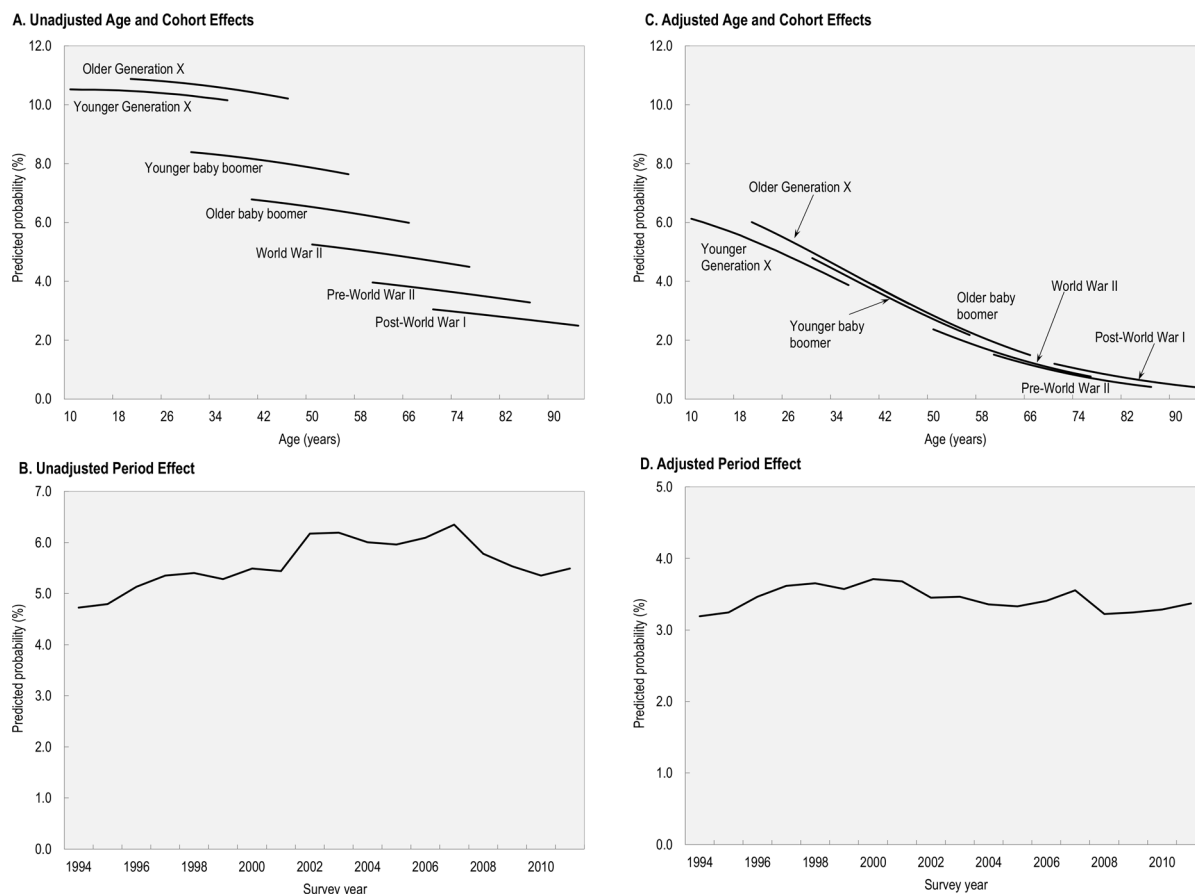 A. Unadjusted Age and Cohort Effects
12.0
10.0
8.0
6.0
4.0
2.0
0.0
Predicted probability (%)
Older Generation X
Younger Generation X
Younger baby boomer
Older baby boomer
World War II
Pre-World War II
Post-World War I
10 18 26 34 42 50 58 66 74 82 90
Age (years)
B. Unadjusted Period Effect
7.0
6.0
5.0
4.0
3.0
2.0
1.0
0.0
Predicted probability (%)
1994 1996 1998 2000 2002 2004 2006 2008 2010
Survey year
C. Adjusted Age and Cohort Effects
12.0
10.0
8.0
6.0
4.0
2.0
0.0
Predicted probability (%)
Older Generation X
Younger
Generation X
Younger baby
boomer
Older baby
boomer
World War II
Post-World War I
Pre-World War II
10 18 26 34 42 50 58 66 74 82 90
Age (years)
D. Adjusted Period Effect
5.0
4.0
3.0
2.0
1.0
0.0
Predicted probability (%)
1994 1996 1998 2000 2002 2004 2006 2008 2010
Survey year